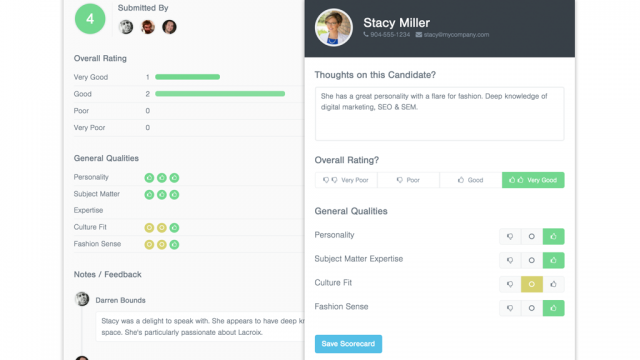 4
Submitted By
Overall Rating
Very Good 1
Good 2
Poor 0
Very Poor 0
General Qualities
Personality
Subject Matter
Expertise
Culture Fit
Fashion Sense
Notes / Feedback
Darren Bounds
Stacy was a delight to speak with. She appears to have deep
space. She's particularly passionate about Lacroix.
Stacy Miller
804-555-1234 stacy@mycompany.com
Thoughts on this Candidate?
She has a great personality with a flare for fashion. Deep knowledge of
digital marketing, SEO & SEM.
Overall Rating?
Very Poor Poor Good Very Good
General Qualities
Personality
Subject Matter Expertise
Culture Fit
Fashion Sense
Save Scorecard